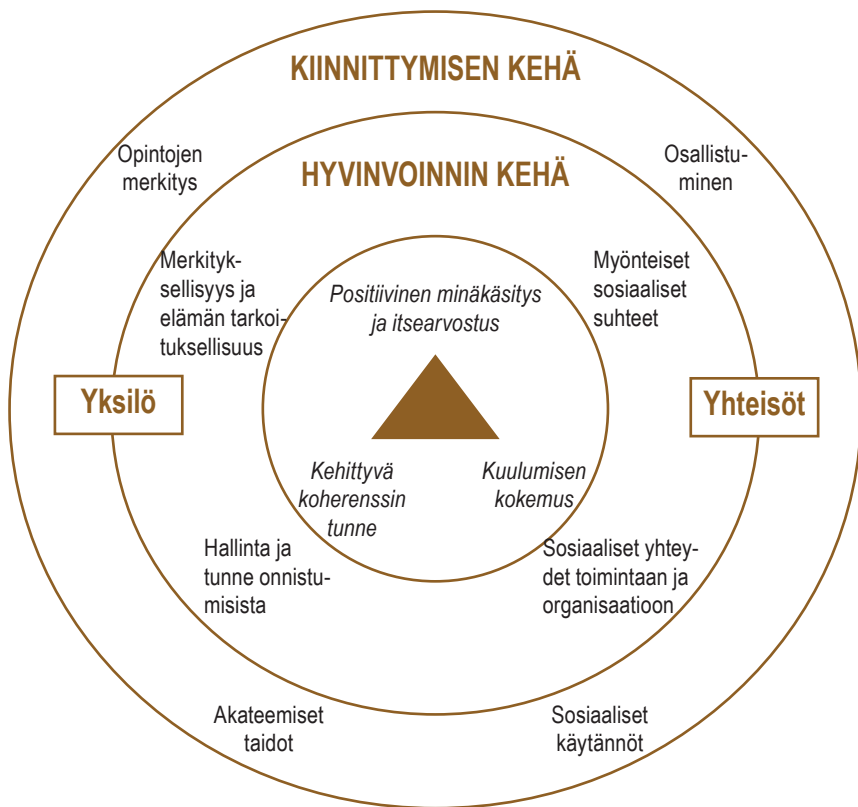 KIINNITTYMISEN KEHÄ
Opintojen
merkitys
Osallistu-
minen
HYVINVOINNIN KEHÄ
Merkityk-
sellisyys ja
elämän tarkoi-
tuksellisuus
Myönteiset
sosiaaliset
suhteet
Positiivinen minäkäsitys
ja itsearvostus
Yksilö
Yhteisöt
Kehittyvä
koherenssin
tunne
Kuulumisen
kokemus
Hallinta ja
tunne onnistu-
misista
Sosiaaliset yhtey-
det toimintaan ja
organisaatioon
Akateemiset
taidot
Sosiaaliset
käytännöt